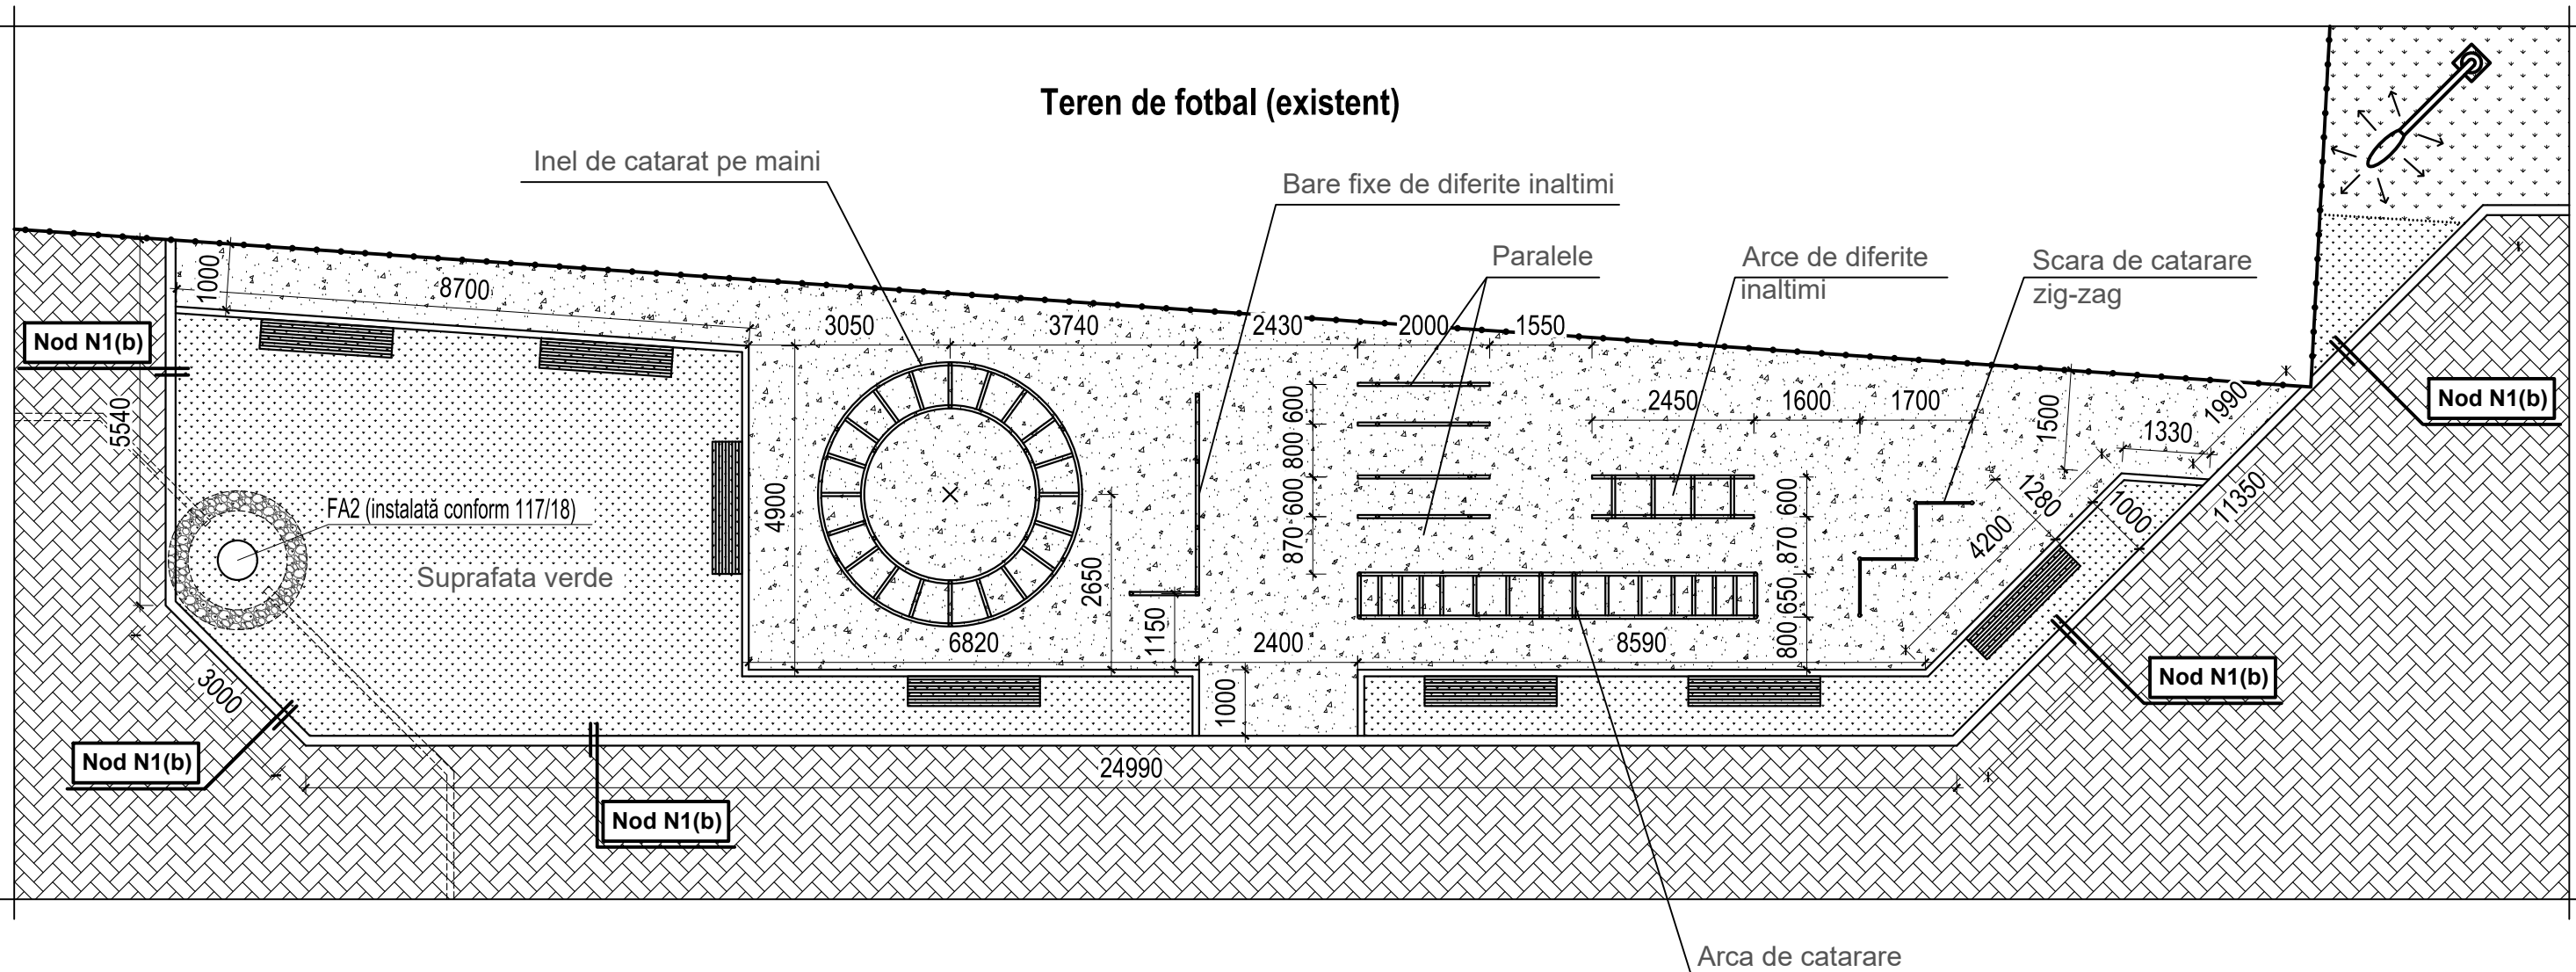 Teren de fotbal (existent)
Inel de catarat pe maini
Bare fixe de diferite inaltimi
Paralele
Arce de diferite
inaltimi
Scara de catarare
zig-zag
1000
8700
3050
3740
2430
2000
1550
Nod N1(b)
5540
600
2450
1600
1700
1500
1990
1330
Nod N1(b)
800
4900
600
600
1280
1000
11350
FA2 (instalată conform 117/18)
Suprafata verde
2650
870
870
4200
1150
650
6820
2400
8590
800
3000
1000
Nod N1(b)
Nod N1(b)
24990
Nod N1(b)
Arca de catarare